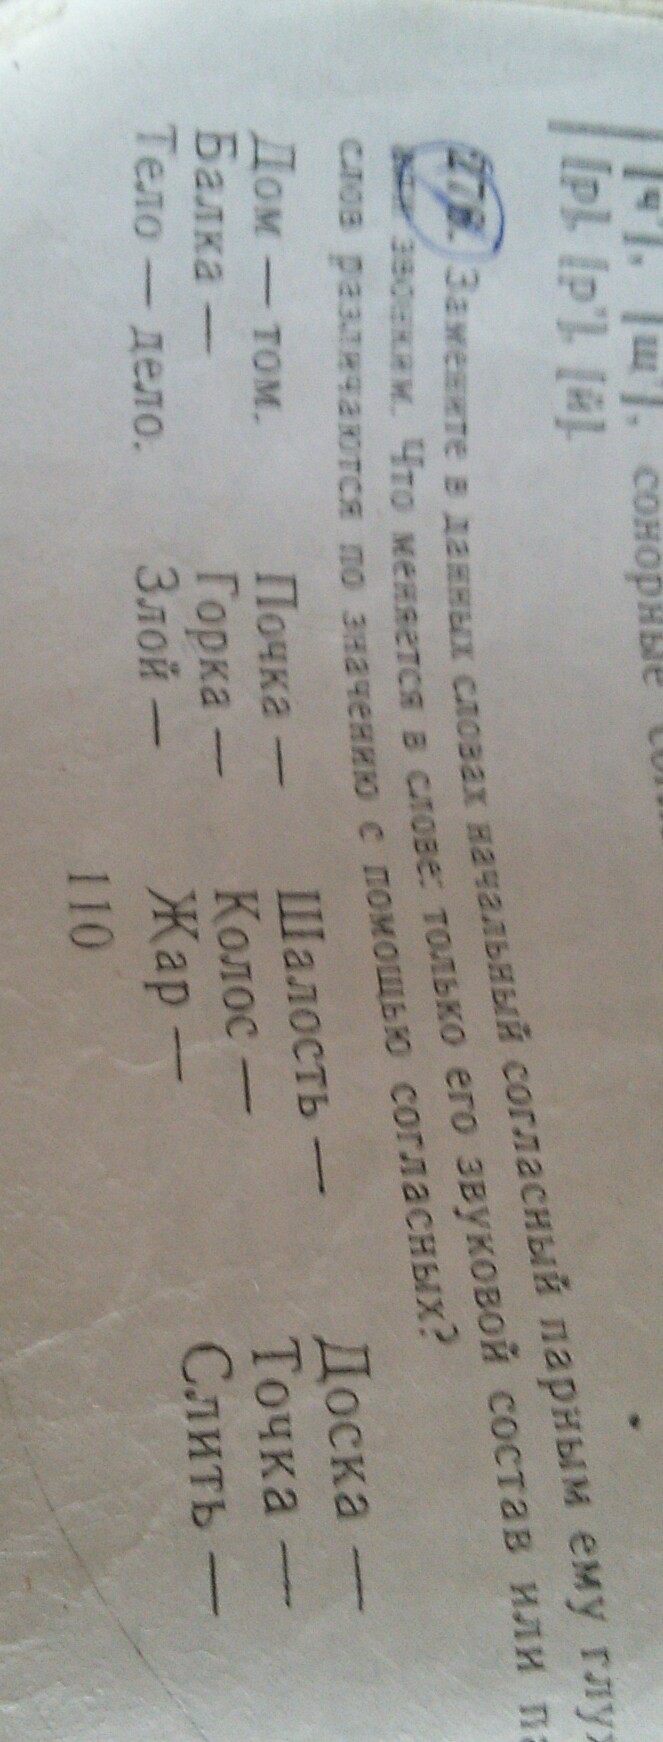 [ч'], [щ'], сонорные
[р], [р'], [й].
278. Замените в данных словах начальный согласный парным ему
или звонким. Что меняется в слове: только его звуковой состав или
слов различаются по значению с помощью согласных?
Дом — том. Почка — Шалость — Доска —
Балка — Горка — Колос — Точка —
Тело — дело. Злой — Жар — Слить —
110